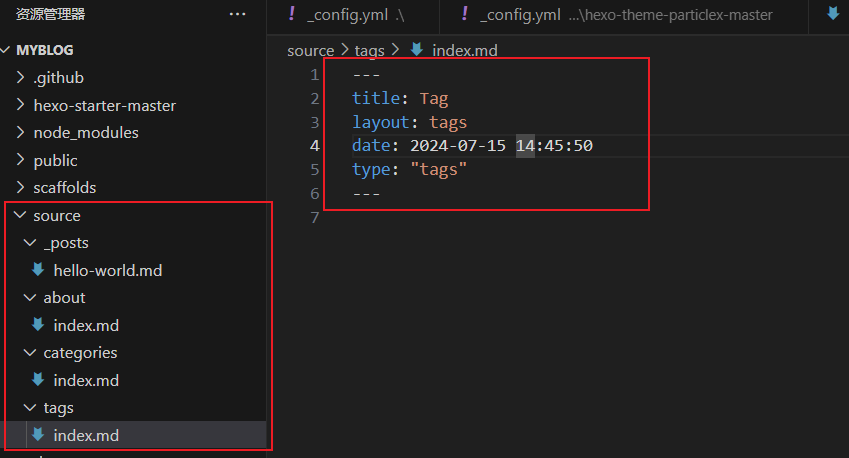 资源管理器 ···
MYBLOG
.github
hexo-starter-master
node_modules
public
scaffolds
source
_posts
hello-world.md
about
index.md
categories
index.md
tags
index.md
! _config.yml .\ ! _config.yml ...\hexo-theme-particlex-master
source > tags > index.md
1 ---
2 title: Tag
3 layout: tags
4 date: 2024-07-15 14:45:50
5 type: "tags"
6 ---
7